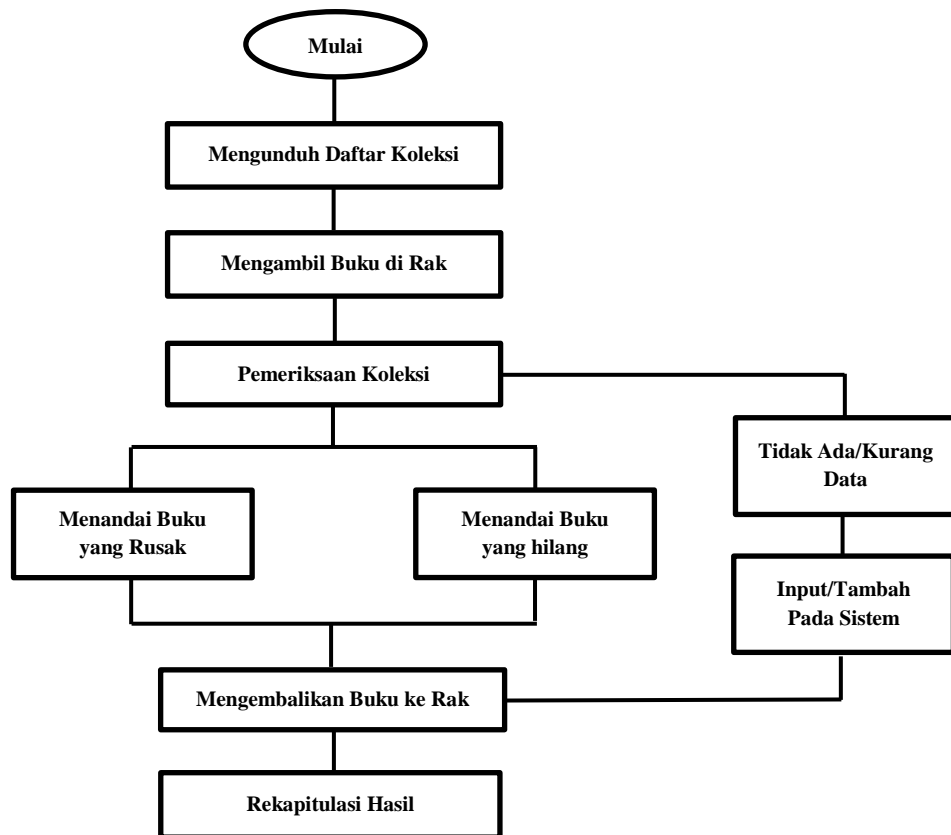 Mulai
Mengunduh Daftar Koleksi
Mengambil Buku di Rak
Pemeriksaan Koleksi
Tidak Ada/Kurang
Data
Menandai Buku
yang Rusak
Menandai Buku
yang hilang
Input/Tambah
Pada Sistem
Mengembalikan Buku ke Rak
Rekapitulasi Hasil